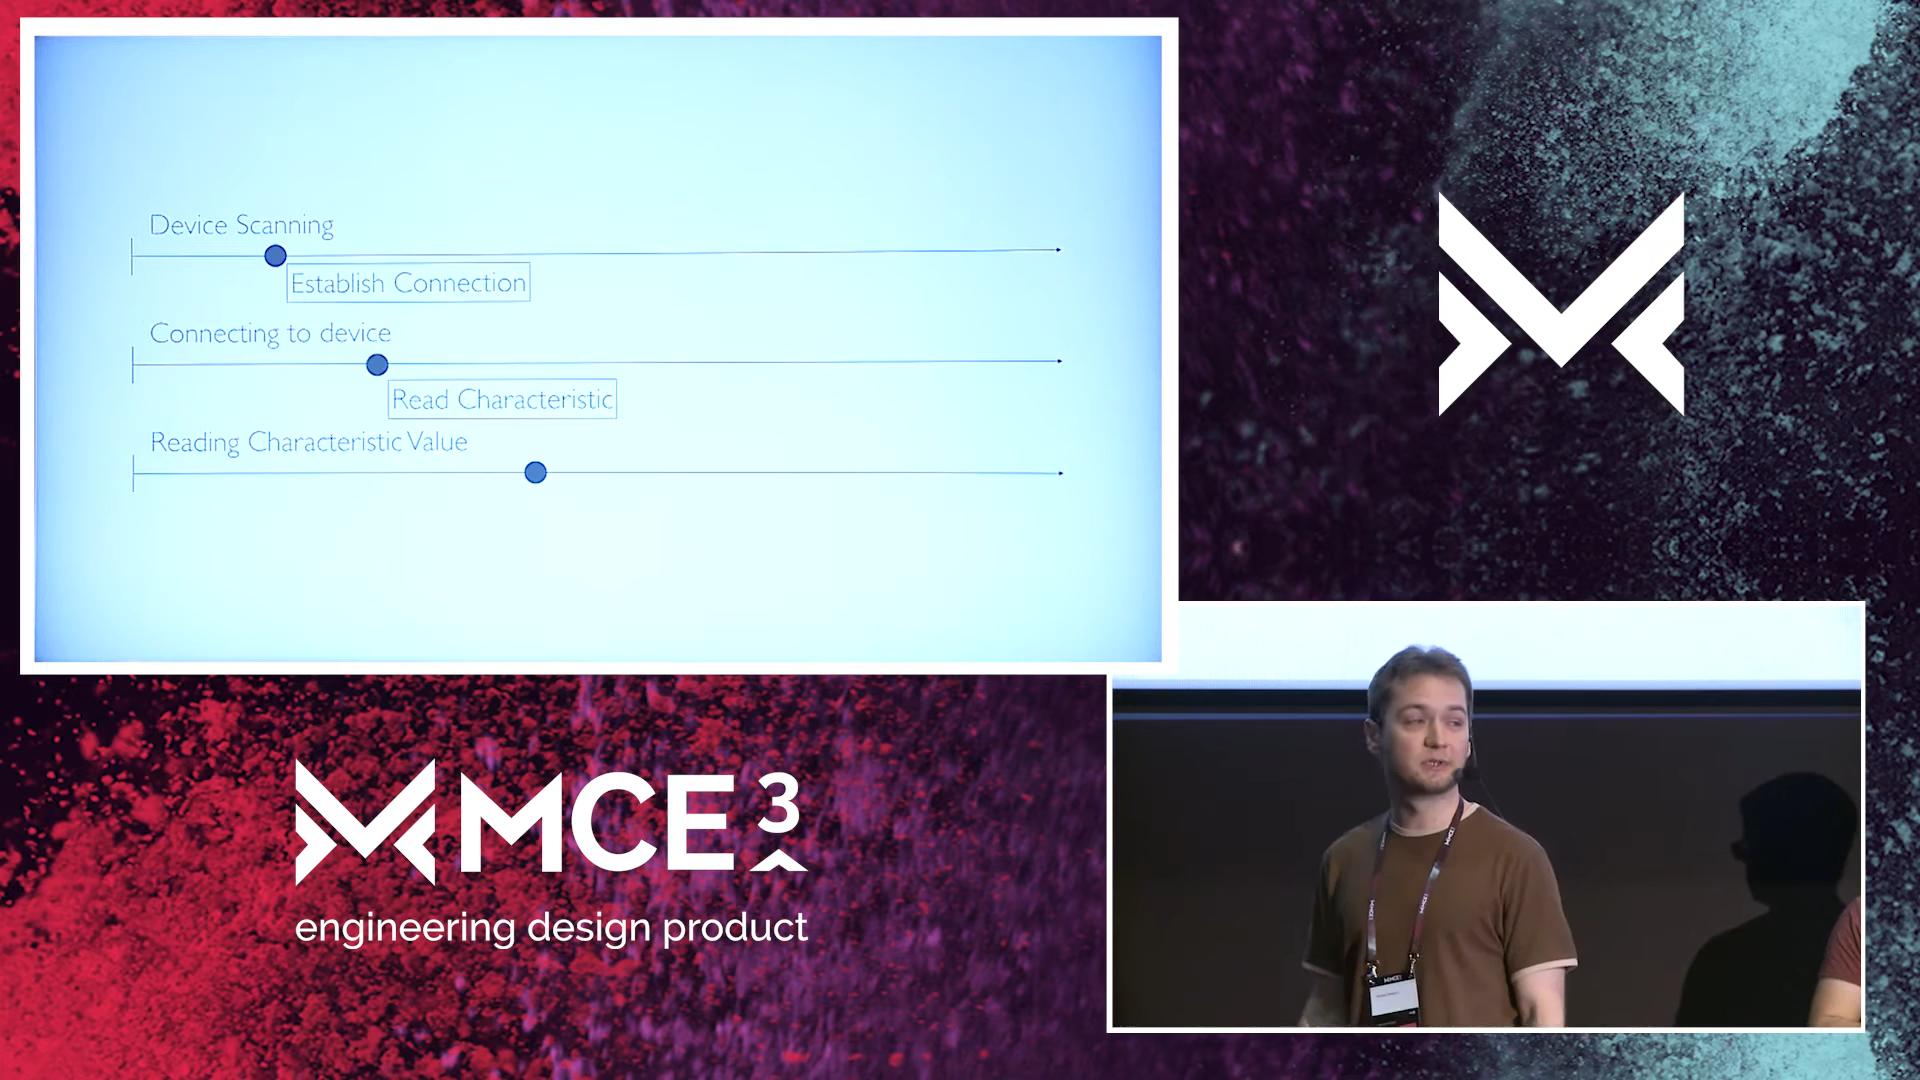 Device Scanning
Establish Connection
Connecting to device
Read Characteristic
Reading Characteristic Value
MCE 3
engineering design product